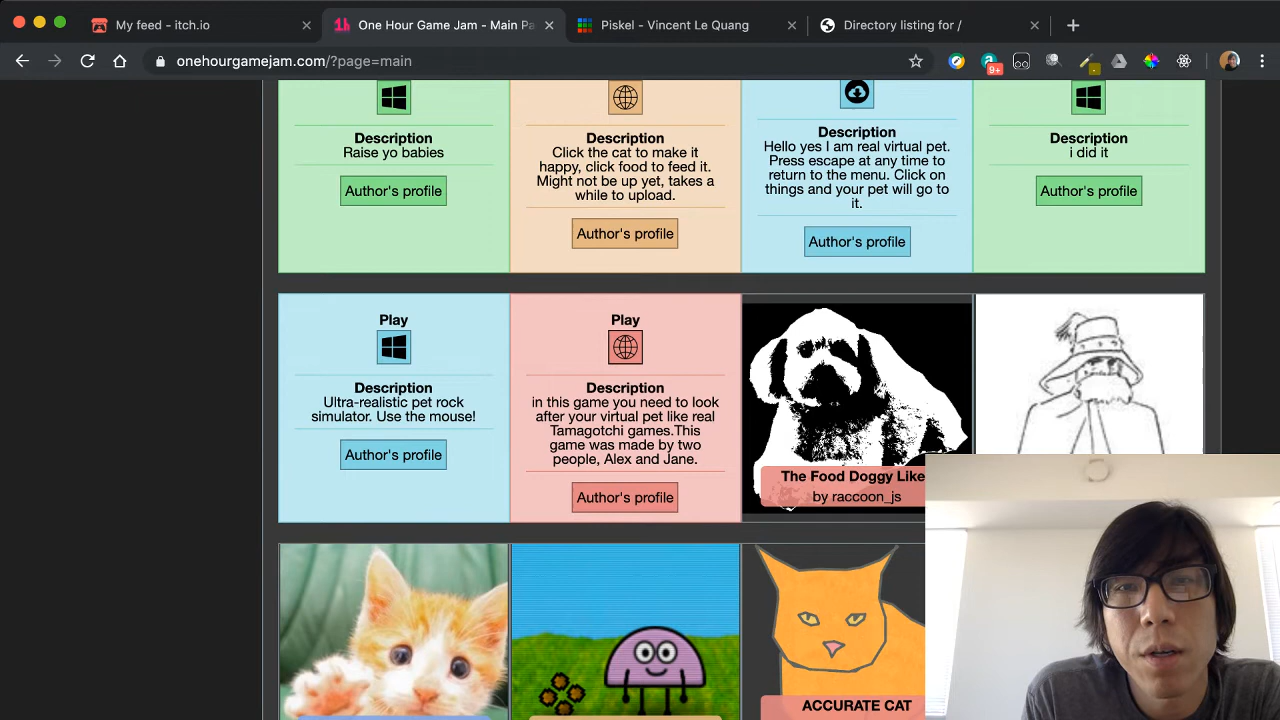 My feed - itch.io
One Hour Game Jam - Main Pa
Piskel - Vincent Le Quang
Directory listing for /
onehourgamejam.com/?page=main
9+
Description
Raise yo babies
Author's profile
Description
Click the cat to make it
happy, click food to feed it.
Might not be up yet, takes a
while to upload.
Author's profile
Description
Hello yes I am real virtual pet.
Press escape at any time to
return to the menu. Click on
things and your pet will go to
it.
Author's profile
Description
i did it
Author's profile
Play
Description
Ultra-realistic pet rock
simulator. Use the mouse!
Author's profile
Play
Description
in this game you need to look
after your virtual pet like real
Tamagotchi games.This
game was made by two
people, Alex and Jane.
Author's profile
The Food Doggy Like
by raccoon_js
ACCURATE CAT